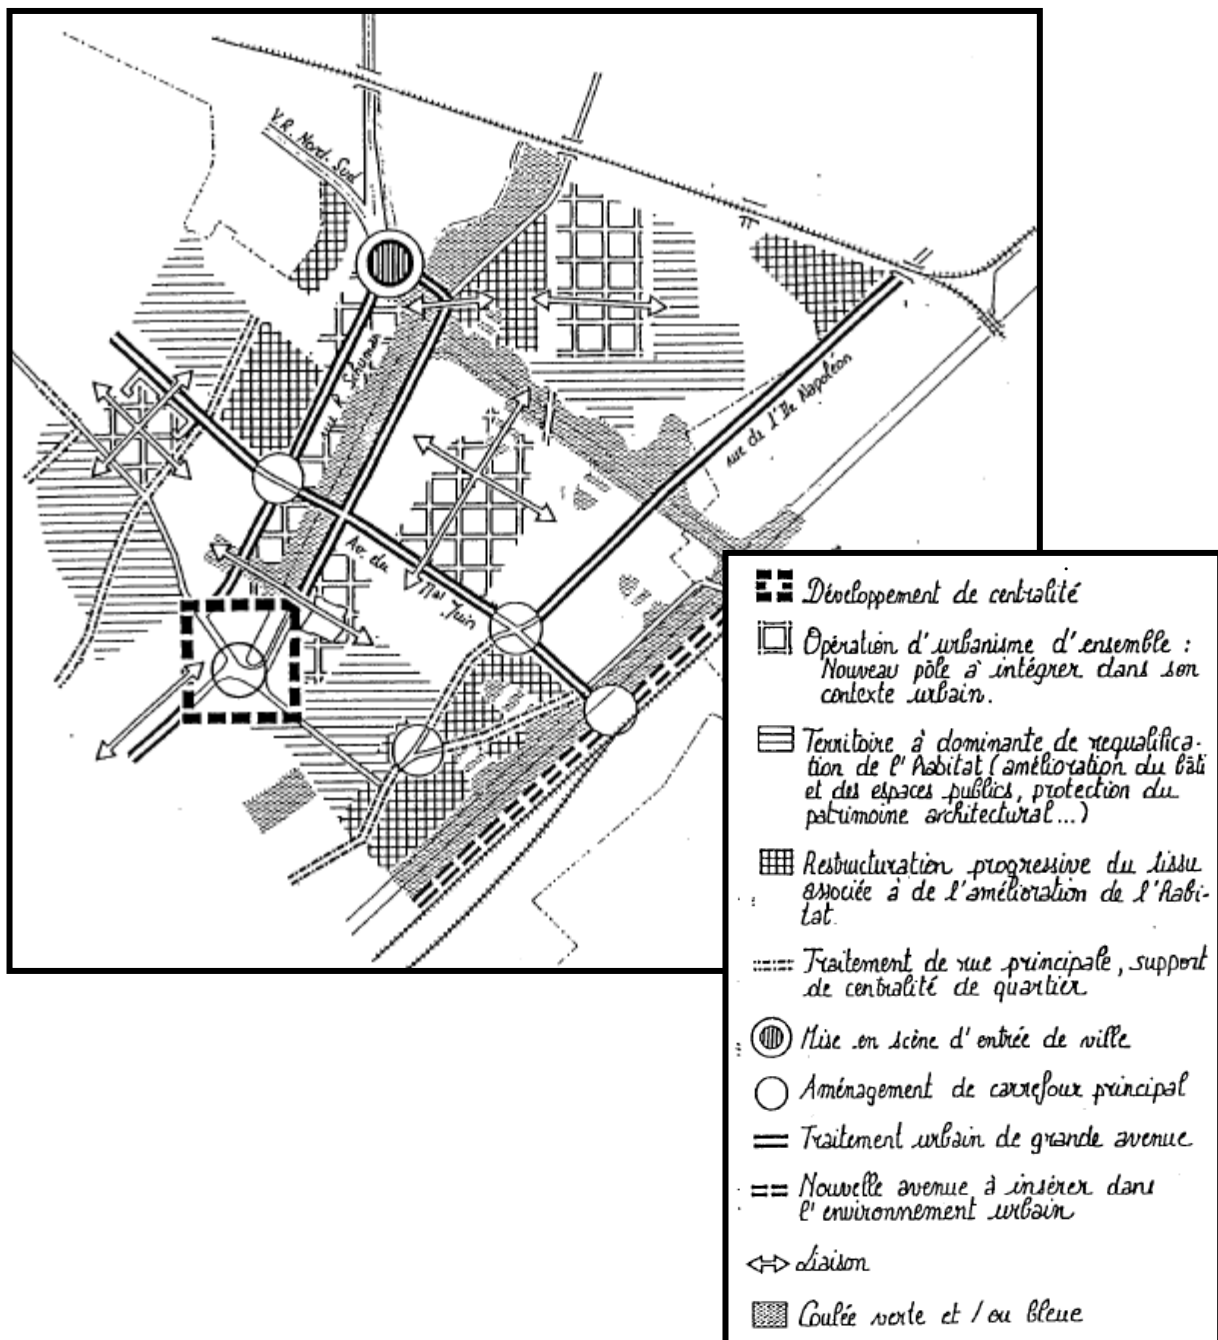 V.R. Nord. Sud
rue R. Schuman
rue de l'Ile Napoléon
Av. du
Mal Juin
Développement de centralité
Opération d'urbanisme d'ensemble :
Nouveau pôle à intégrer dans son
contexte urbain.
Territoire à dominante de requalifica-
tion de l'habitat (amélioration du bâti
et des espaces publics, protection du
patrimoine architectural...)
Restructuration progressive du tissu
associée à de l'amélioration de l'habi-
tat.
Traitement de rue principale, support
de centralité de quartier
Mise en scène d'entrée de ville
Aménagement de carrefour principal
Traitement urbain de grande avenue
Nouvelle avenue à insérer dans
l'environnement urbain
Liaison
Coulée verte et / ou bleue